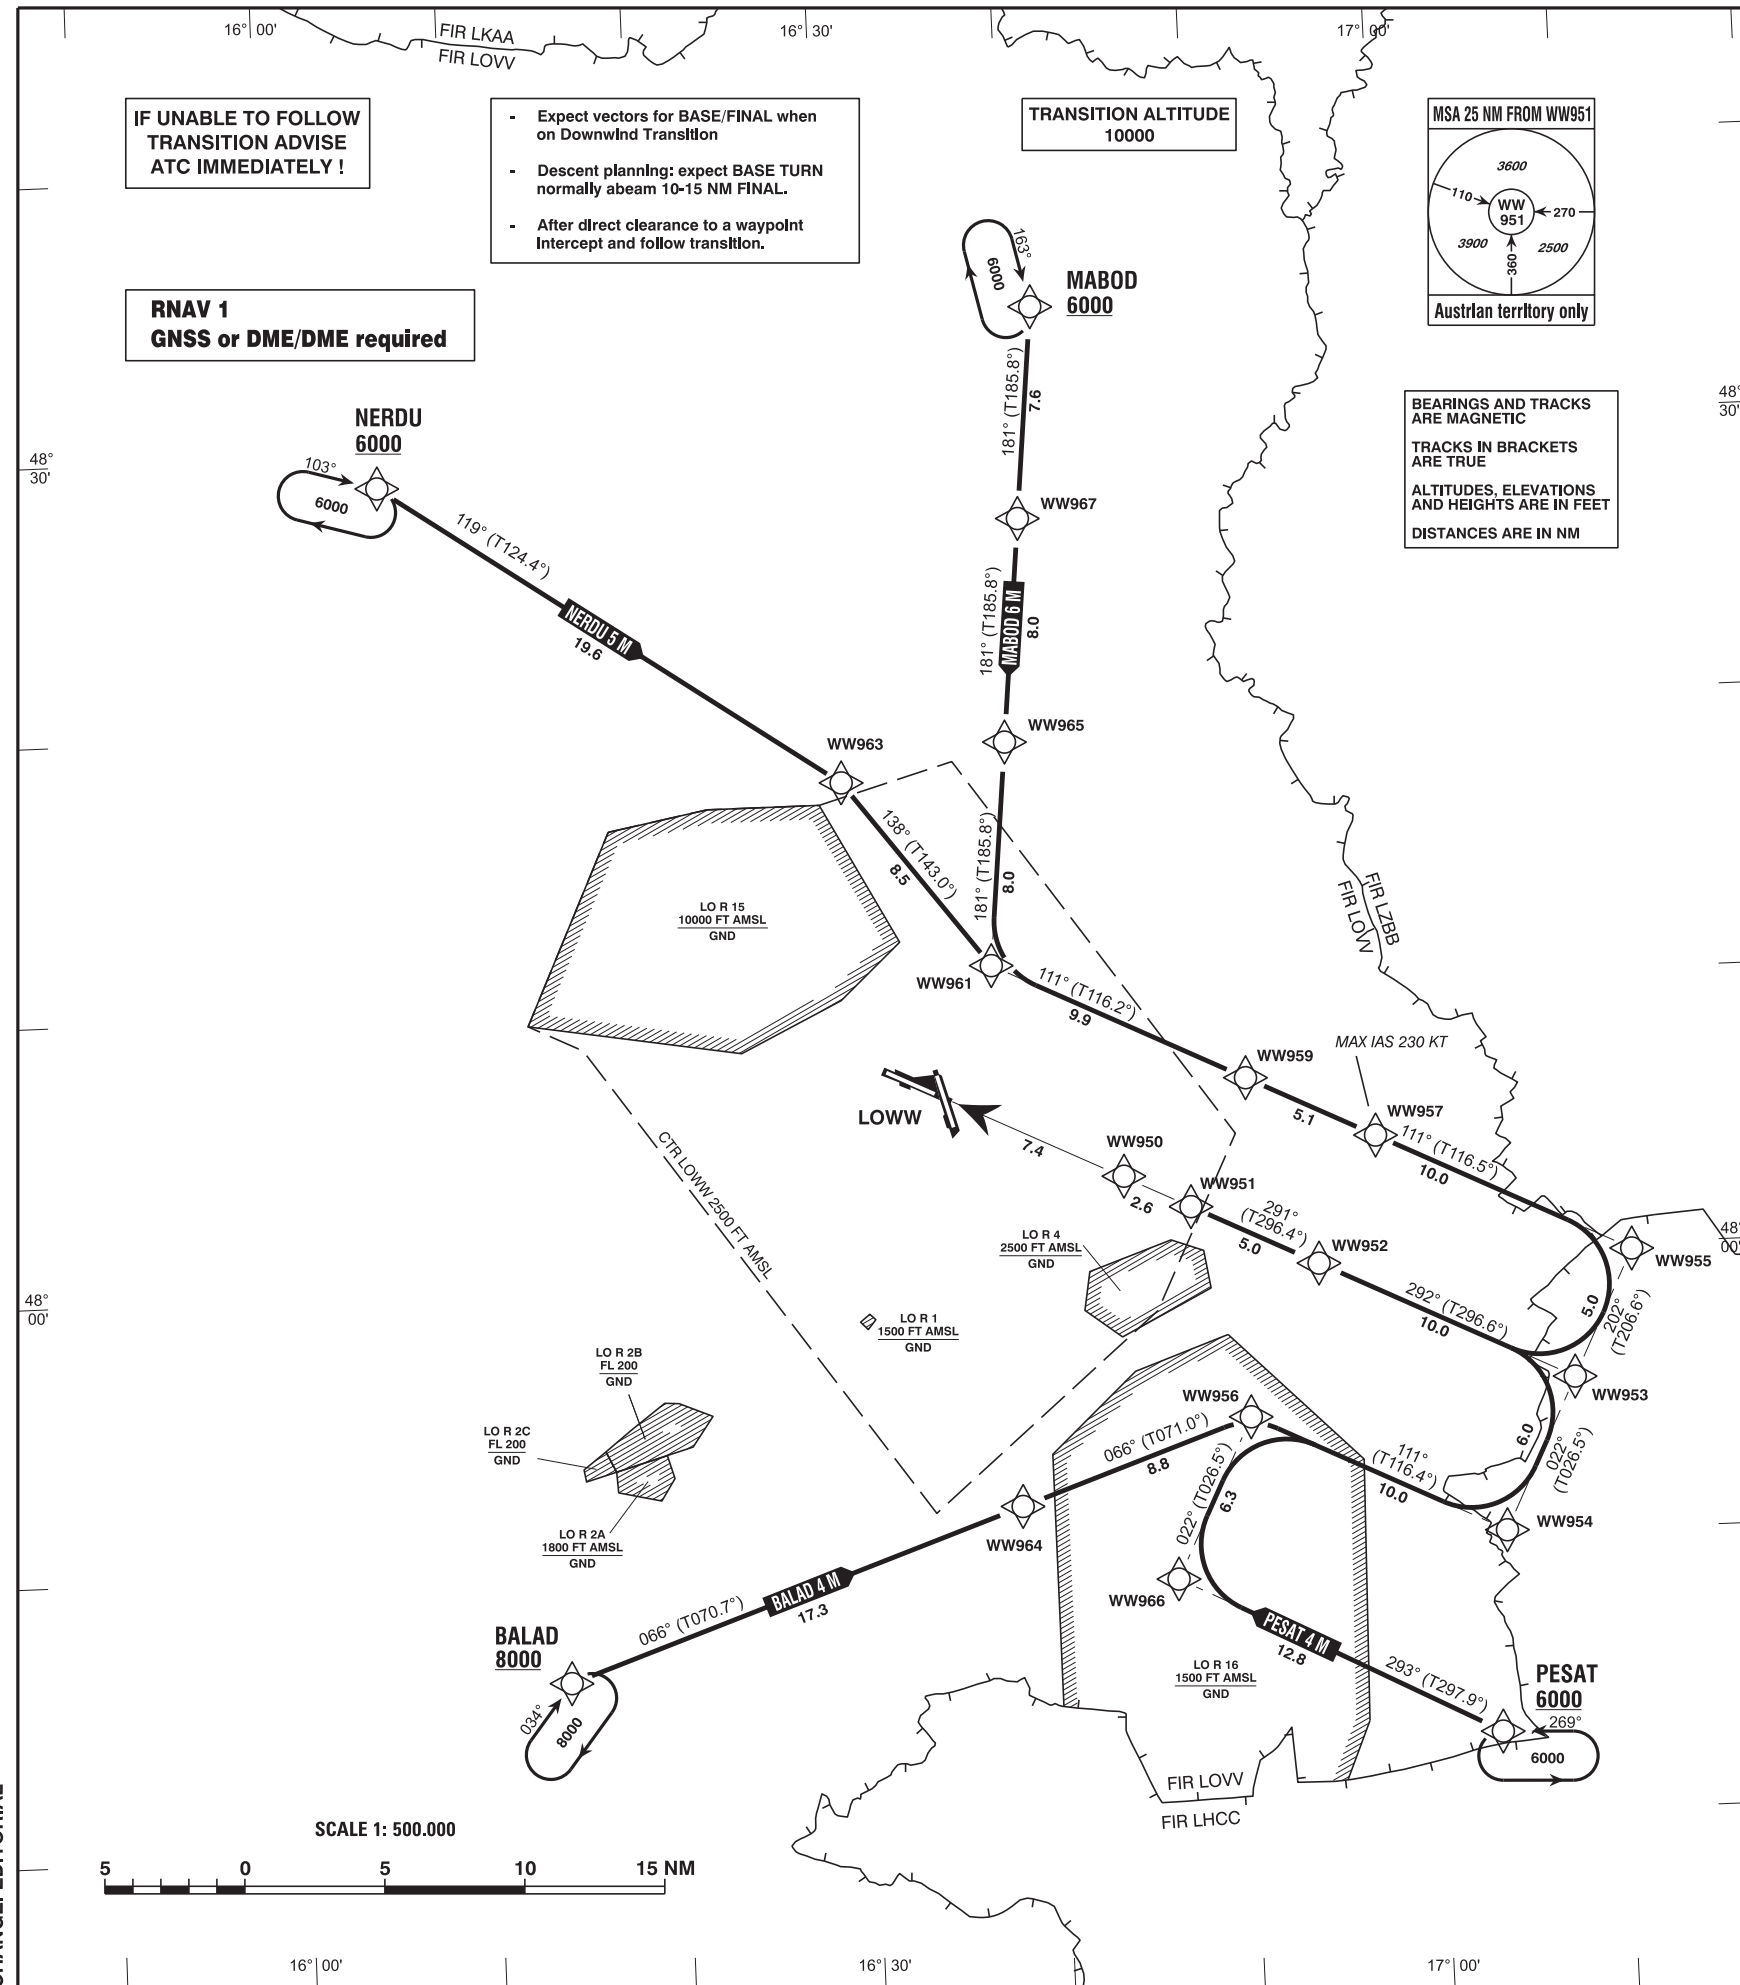 16° 00'
16° 30'
17° 00'
FIR LKAA
FIR LOVV
IF UNABLE TO FOLLOW
TRANSITION ADVISE
ATC IMMEDIATELY !
- Expect vectors for BASE/FINAL when
on Downwind Transition
- Descent planning: expect BASE TURN
normally abeam 10-15 NM FINAL.
- After direct clearance to a waypoint
intercept and follow transition.
TRANSITION ALTITUDE
10000
MSA 25 NM FROM WW951
3600
110
WW
951
270
3900
2500
360
Austrian territory only
RNAV 1
GNSS or DME/DME required
163°
6000
MABOD
6000
181° (T185.8°)
7.6
BEARINGS AND TRACKS
ARE MAGNETIC
TRACKS IN BRACKETS
ARE TRUE
ALTITUDES, ELEVATIONS
AND HEIGHTS ARE IN FEET
DISTANCES ARE IN NM
48°
30'
NERDU
6000
48°
30'
103°
6000
119° (T124.4°)
NERDU 5 M
19.6
WW967
181° (T185.8°)
MABOD 6 M
8.0
WW965
WW963
138° (T143.0°)
8.5
181° (T185.8°)
8.0
LO R 15
10000 FT AMSL
GND
FIR LZBB
FIR LOVV
WW961
111° (T116.2°)
9.9
WW959
MAX IAS 230 KT
5.1
WW957
111° (T116.5°)
10.0
LOWW
7.4
WW950
2.6
WW951
291°
(T296.4°)
5.0
WW952
WW955
48°
00'
CTR LOWW 2500 FT AMSL
LO R 4
2500 FT AMSL
GND
292° (T296.6°)
10.0
5.0
202°
(T206.6°)
48°
00'
LO R 1
1500 FT AMSL
GND
LO R 2B
FL 200
GND
LO R 2C
FL 200
GND
LO R 2A
1800 FT AMSL
GND
WW953
WW956
066° (T071.0°)
8.8
022° (T026.5°)
6.3
111°
(T116.4°)
10.0
6.0
022°
(T026.5°)
WW954
WW964
WW966
BALAD 4 M
17.3
066° (T070.7°)
BALAD
8000
034°
8000
PESAT 4 M
12.8
LO R 16
1500 FT AMSL
GND
293° (T297.9°)
PESAT
6000
269°
6000
FIR LOVV
FIR LHCC
SCALE 1: 500.000
5 0 5 10 15 NM
16° 00'
16° 30'
17° 00'